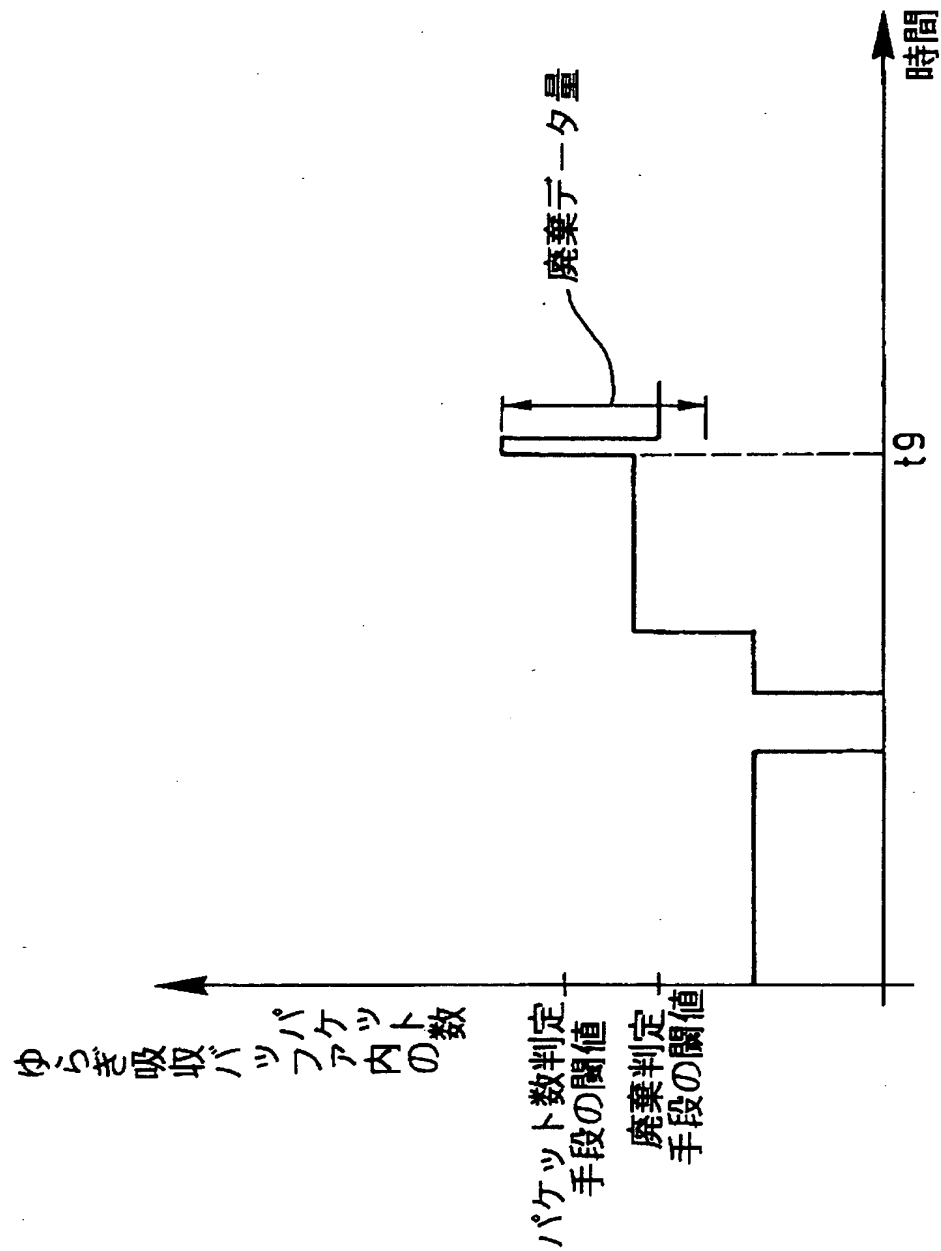 ゆらぎ吸収バッファ内の
パケット数
パケット数判定
手段の閾値
廃棄判定
手段の閾値
廃棄データ量
t9
時間